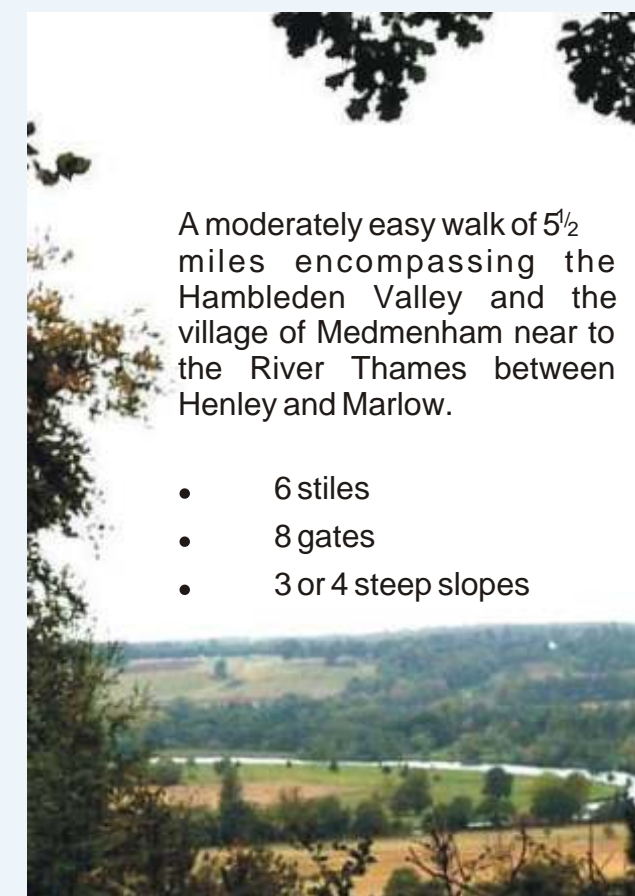 A moderately easy walk of 5½
miles encompassing the
Hambleden Valley and the
village of Medmenham near to
the River Thames between
Henley and Marlow.
• 6 stiles
• 8 gates
• 3 or 4 steep slopes